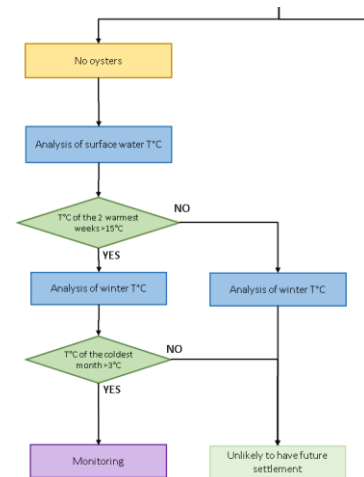 No oysters
Analysis of surface water T°C
T°C of the 2 warmest
weeks >15°C
NO
YES
Analysis of winter T°C
Analysis of winter T°C
T°C of the coldest
month >3°C
NO
YES
Monitoring
Unlikely to have future
settlement